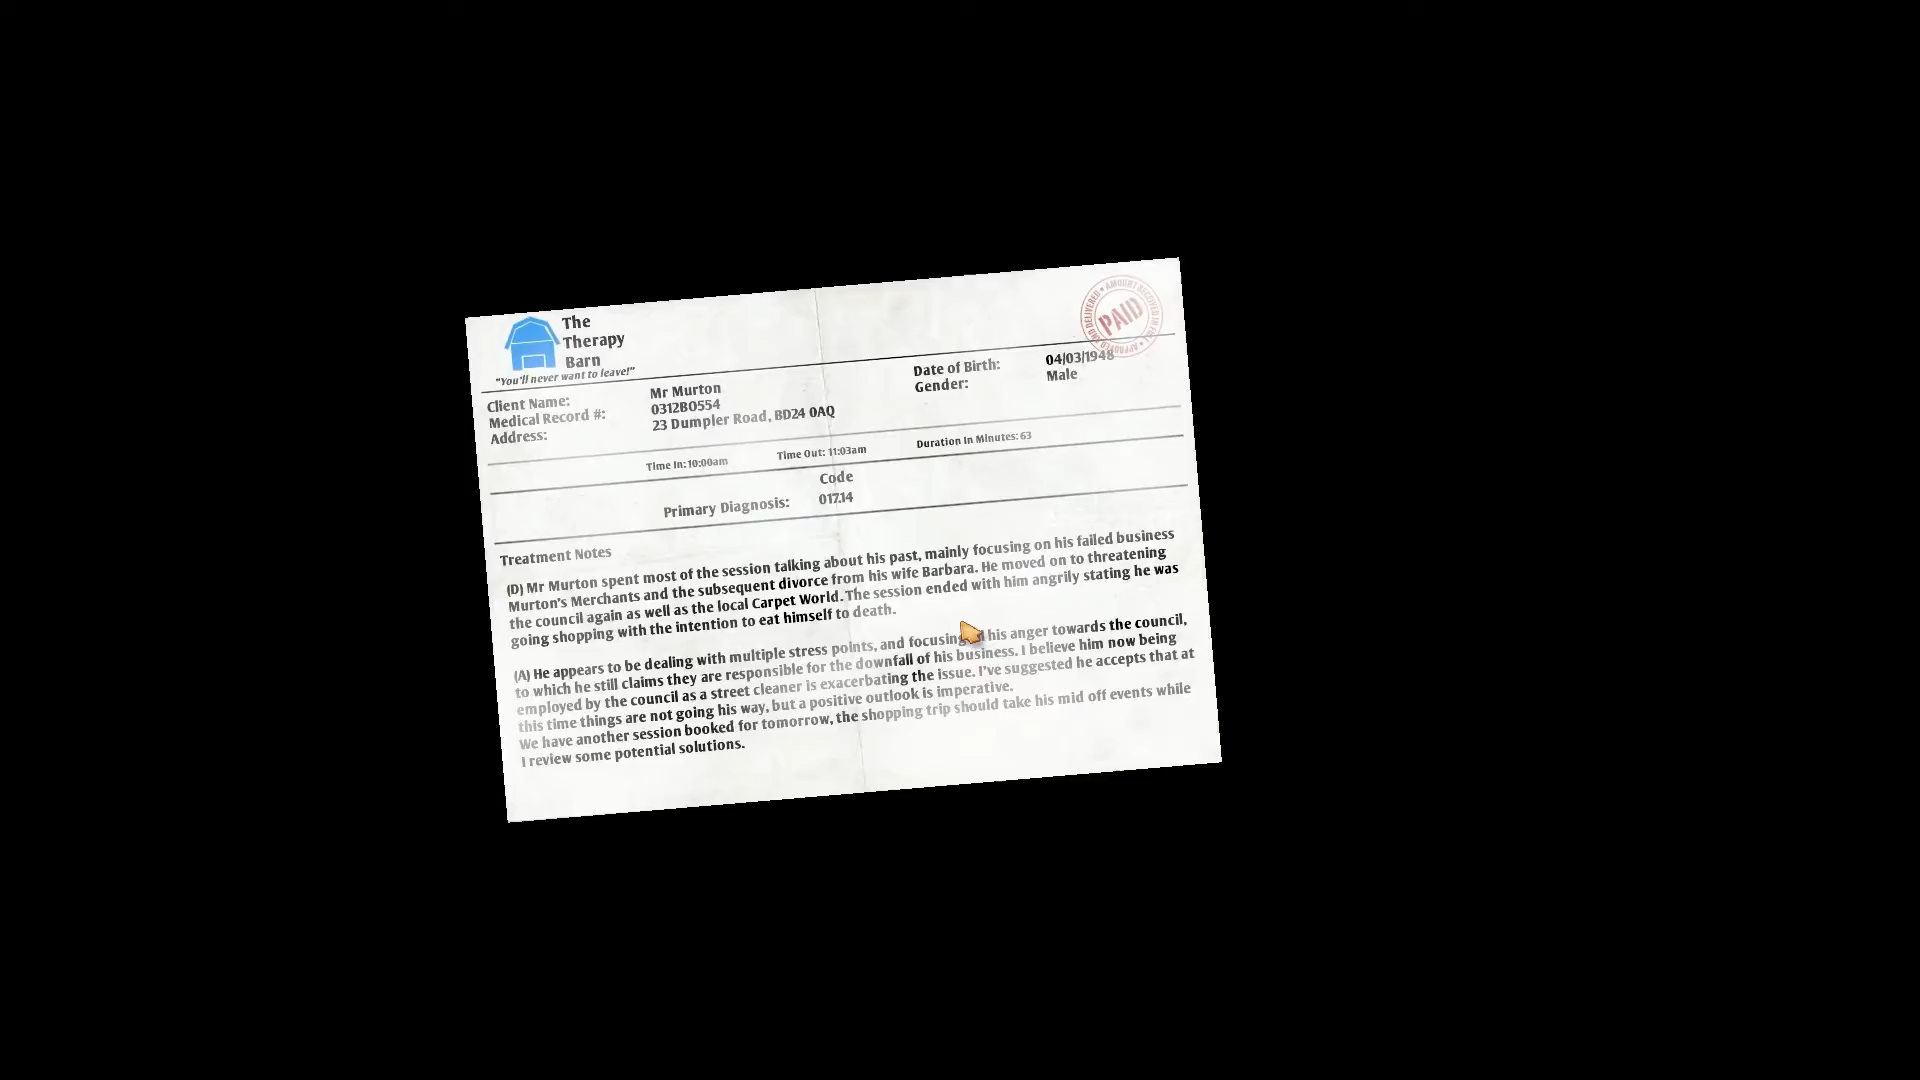 The
Therapy
Barn
"You'll never want to leave!"
AMOUNT RECEIVED IN FULL • APPROVED AND DELIVERED •
PAID
Client Name: Mr Murton
Medical Record #: 0312BO554
Address: 23 Dumpler Road, BD24 0AQ
Date of Birth: 04/03/1948
Gender: Male
Time In: 10:00am Time Out: 11:03am Duration In Minutes: 63
Code
Primary Diagnosis: 017.14
Treatment Notes
(D) Mr Murton spent most of the session talking about his past, mainly focusing on his failed business
Murton's Merchants and the subsequent divorce from his wife Barbara. He moved on to threatening
the council again as well as the local Carpet World. The session ended with him angrily stating he was
going shopping with the intention to eat himself to death.
(A) He appears to be dealing with multiple stress points, and focusing his anger towards the council,
to which he still claims they are responsible for the downfall of his business. I believe him now being
employed by the council as a street cleaner is exacerbating the issue. I've suggested he accepts that at
this time things are not going his way, but a positive outlook is imperative.
We have another session booked for tomorrow, the shopping trip should take his mid off events while
I review some potential solutions.